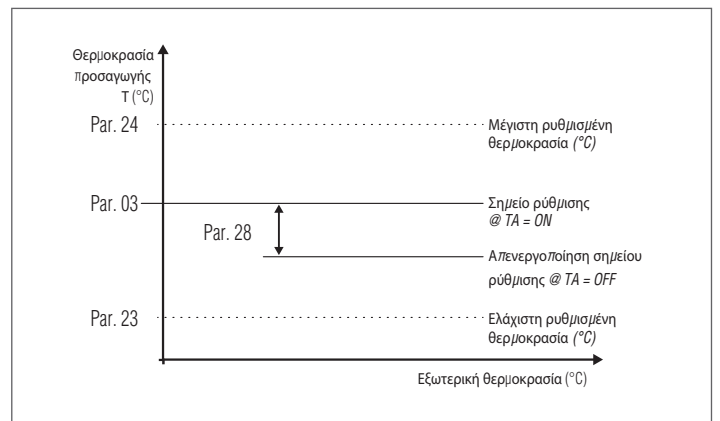 Θερμοκρασία
προσαγωγής
T (°C)
Par. 24
Μέγιστη ρυθμισμένη
θερμοκρασία (°C)
Par. 03
Σημείο ρύθμισης
@ TA = ON
Par. 28
Απενεργοποίηση σημείου
ρύθμισης @ TA = OFF
Par. 23
Ελάχιστη ρυθμισμένη
θερμοκρασία (°C)
Εξωτερική θερμοκρασία (°C)